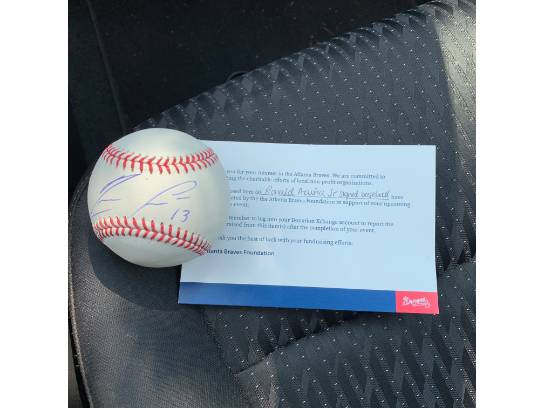 13
for your interest in the Atlanta Braves. We are committed to
the charitable efforts of local non-profit organizations.
Ronald Acuña Jr signed baseball have
by the Atlanta Braves Foundation in support of your upcoming
event.
to log into your Donation Xchange account to report the
raised from this item(s) after the completion of your event.
you the best of luck with your fundraising efforts.
Atlanta Braves Foundation
Braves